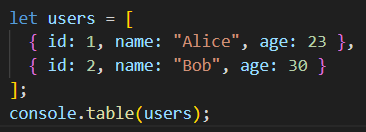 let users = [
  { id: 1, name: "Alice", age: 23 },
  { id: 2, name: "Bob", age: 30 }
];
console.table(users);